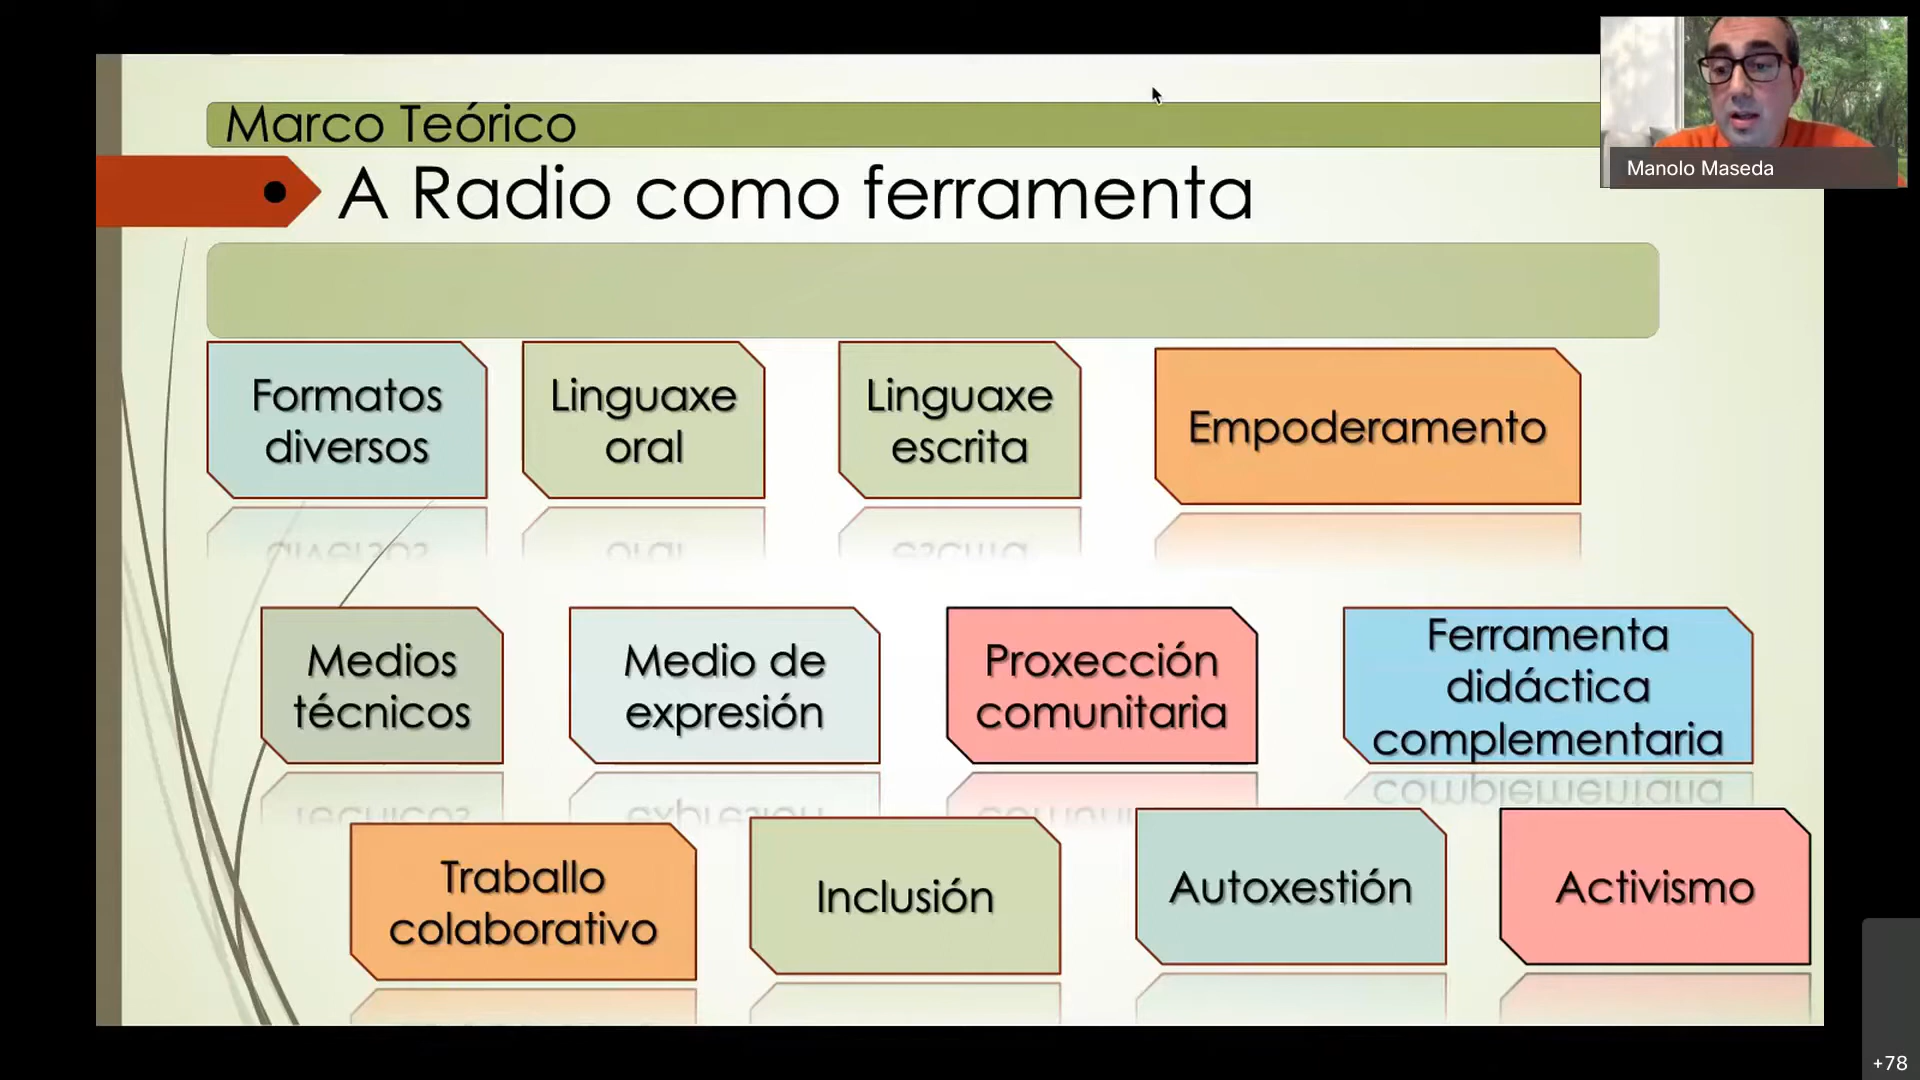 Marco Teórico
A Radio como ferramenta
Manolo Maseda
Formatos
diversos
Linguaxe
oral
Linguaxe
escrita
Empoderamento
Medios
técnicos
Medio de
expresión
Proxección
comunitaria
Ferramenta
didáctica
complementaria
Traballo
colaborativo
Inclusión
Autoxestión
Activismo
+78